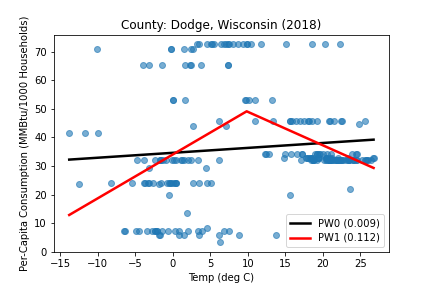 County: Dodge, Wisconsin (2018)
Per-Capita Consumption (MMBtu/1000 Households)
70
60
50
40
30
20
10
0
−15 −10 −5 0 5 10 15 20 25
Temp (deg C)
PW0 (0.009)
PW1 (0.112)